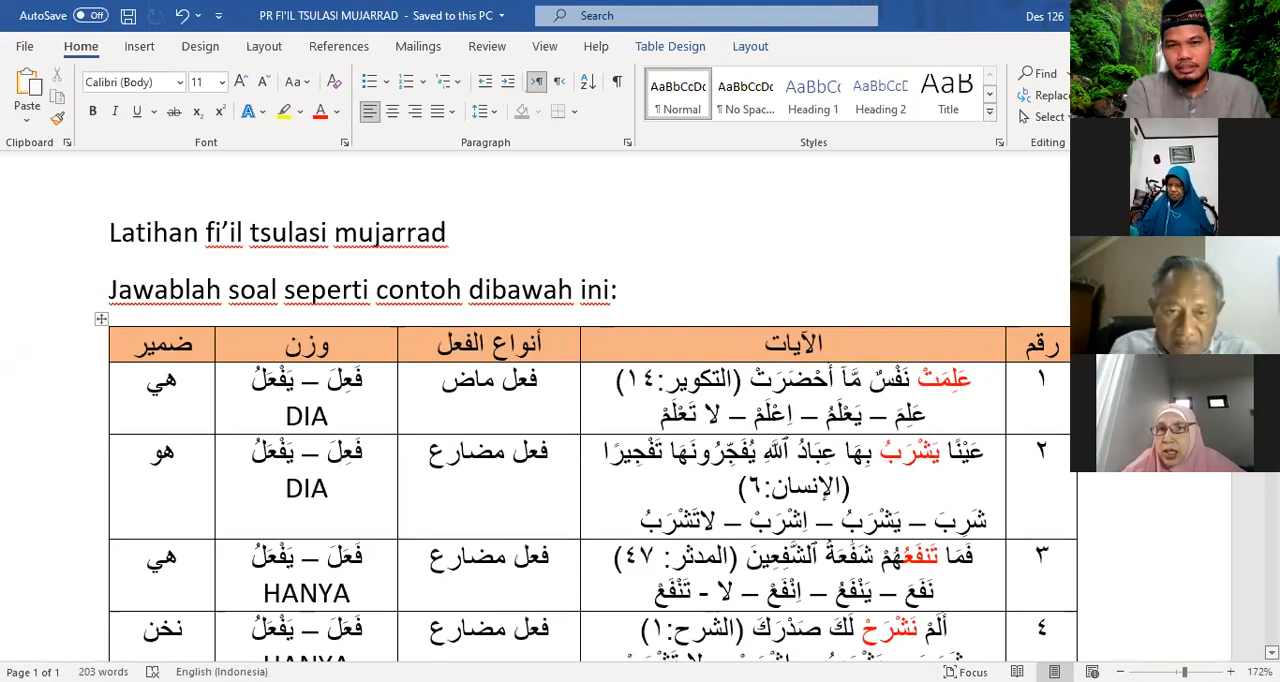 AutoSave Off PR FI'IL TSULASI MUJARRAD - Saved to this PC Search Des 126
File Home Insert Design Layout References Mailings Review View Help Table Design Layout
Paste Calibri (Body) 11 Find
Replace
Select
AaBbCcDc AaBbCcDc AaBbCc AaBbCcD AaB
¶ Normal ¶ No Spac... Heading 1 Heading 2 Title
Clipboard Font Paragraph Styles Editing
Latihan fi’il tsulasi mujarrad
Jawablah soal seperti contoh dibawah ini:
رقم الآيات أنواع الفعل وزن ضمير
١ عَلِمَتْ نَفْسٌ مَّآ أَحْضَرَتْ (التكوير:١٤) فعل ماض فَعِلَ – يَفْعَلُ هي
عَلِمَ – يَعْلَمُ – اِعْلَمْ – لا تَعْلَمْ DIA
٢ عَيْنًا يَشْرَبُ بِهَا عِبَادُ ٱللَّهِ يُفَجِّرُونَهَا تَفْجِيرًا فعل مضارع فَعِلَ – يَفْعَلُ هو
(الإنسان:٦) DIA
شَرِبَ – يَشْرَبُ – اِشْرَبْ – لاتَشْرَبُ
٣ فَمَا تَنفَعُهُمْ شَفَٰعَةُ ٱلشَّٰفِعِينَ (المدثر: ٤٧) فعل مضارع فَعَلَ – يَفْعَلُ هي
نَفَعَ – يَنْفَعُ – اِنْفَعْ – لا - تَنْفَعْ HANYA
٤ أَلَمْ نَشْرَحْ لَكَ صَدْرَكَ (الشرح:١) فعل مضارع فَعَلَ – يَفْعَلُ نخن
HANYA
Page 1 of 1 203 words English (Indonesia) Focus 172%